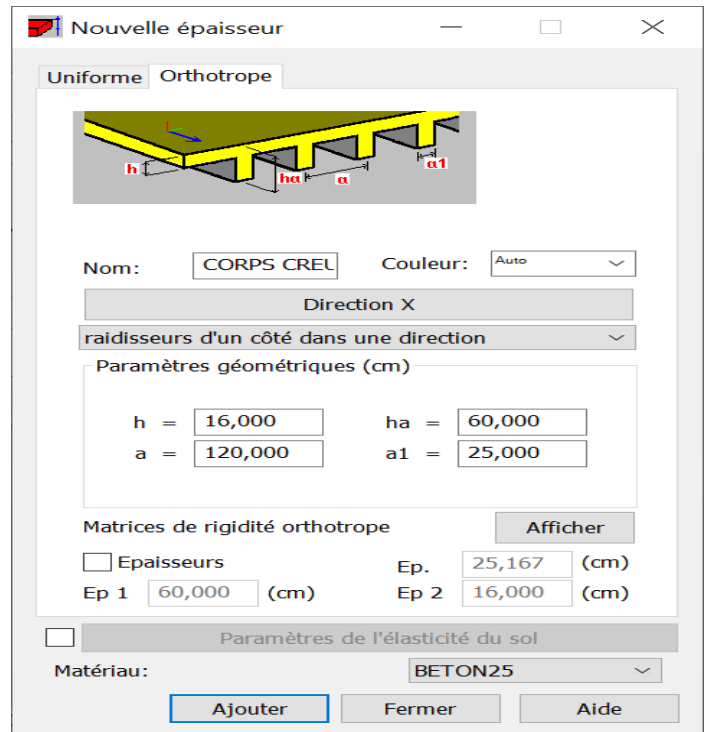 Nouvelle épaisseur
Uniforme Orthotrope
h ha a a1
Nom: CORPS CREU Couleur: Auto
Direction X
raidisseurs d'un côté dans une direction
Paramètres géométriques (cm)
h = 16,000 ha = 60,000
a = 120,000 a1 = 25,000
Matrices de rigidité orthotrope Afficher
Epaisseurs Ep. 25,167 (cm)
Ep 1 60,000 (cm) Ep 2 16,000 (cm)
Paramètres de l'élasticité du sol
Matériau: BETON25
Ajouter Fermer Aide